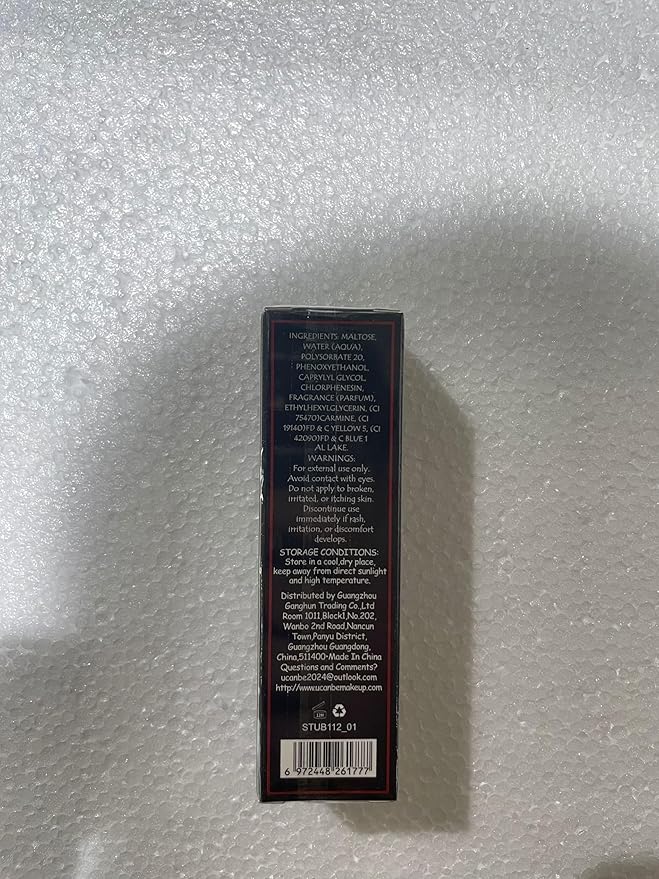 INGREDIENTS: MALTOSE,
WATER (AQUA),
POLYSORBATE 20,
PHENOXYETHANOL,
CAPRYLYL GLYCOL,
CHLORPHENESIN,
FRAGRANCE (PARFUM),
ETHYLHEXYLGLYCERIN, (CI
75470)CARMINE, (CI
19140)FD & C YELLOW 5, (CI
42090)FD & C BLUE 1
AL LAKE.
WARNINGS:
For external use only.
Avoid contact with eyes.
Do not apply to broken,
irritated, or itching skin.
Discontinue use
immediately if rash,
irritation, or discomfort
develops.
STORAGE CONDITIONS:
Store in a cool,dry place,
keep away from direct sunlight
and high temperature.
Distributed by Guangzhou
Ganghun Trading Co.,Ltd
Room 1011,Block1,No.202,
Wanbo 2nd Road,Nancun
Town,Panyu District,
Guangzhou Guangdong,
China,511400•Made In China
Questions and Comments?
ucanbe2024@outlook.com
http://www.ucanbemakeup.com
STUB112_01
6 972448 261777